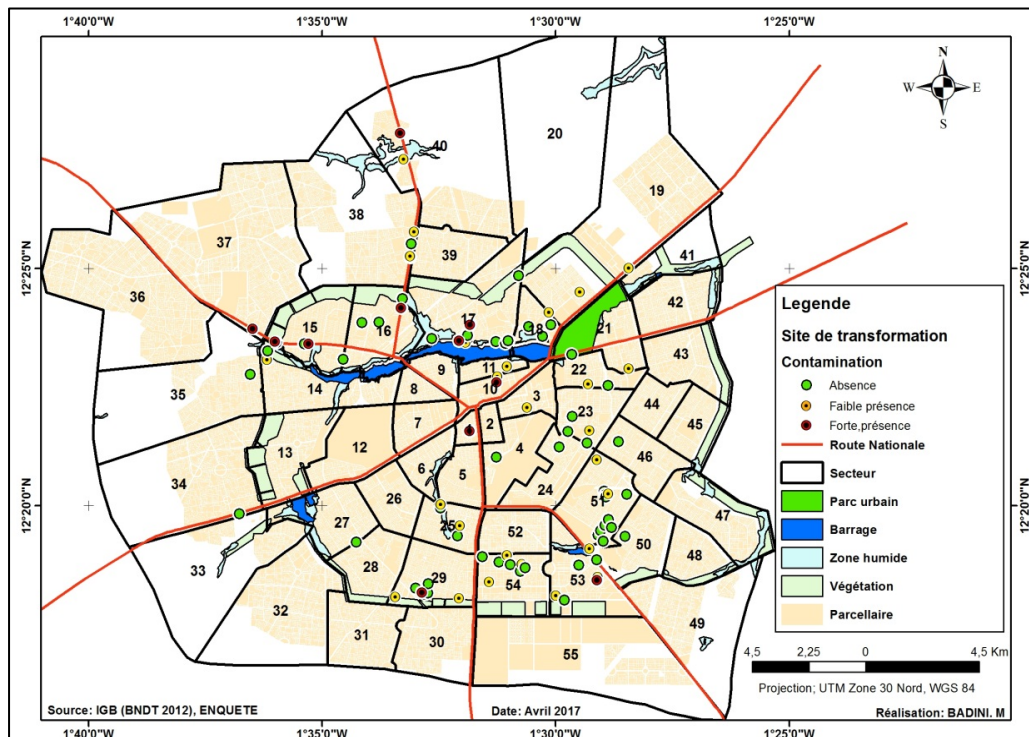 1°40'0"W 1°35'0"W 1°30'0"W 1°25'0"W
N
W E
S
20
40
19
38
37
39
41
12°25'0"N 12°25'0"N
36
42
17
18
15
16
21
43
35
14
9
11
10
22
8
3
23
44
45
7
1
2
4
12
13
46
34
6
5
24
26
51
47
12°20'0"N 12°20'0"N
27
25
52
50
48
33
28
29
54
53
32
49
31
30
55
Legende
Site de transformation
Contamination
Absence
Faible présence
Forte,présence
Route Nationale
Secteur
Parc urbain
Barrage
Zone humide
Végétation
Parcellaire
4,5 2,25 0 4,5 Km
Projection; UTM Zone 30 Nord, WGS 84
Source: IGB (BNDT 2012), ENQUETE Date: Avril 2017 Réalisation: BADINI. M
1°40'0"W 1°35'0"W 1°30'0"W 1°25'0"W